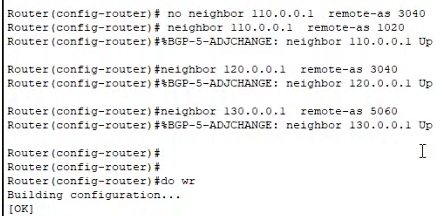 Router(config-router)# no neighbor 110.0.0.1  remote-as 3040
Router(config-router)# neighbor 110.0.0.1  remote-as 1020
Router(config-router)#%BGP-5-ADJCHANGE: neighbor 110.0.0.1 Up
Router(config-router)#neighbor 120.0.0.1  remote-as 3040
Router(config-router)#%BGP-5-ADJCHANGE: neighbor 120.0.0.1 Up
Router(config-router)#neighbor 130.0.0.1  remote-as 5060
Router(config-router)#%BGP-5-ADJCHANGE: neighbor 130.0.0.1 Up
Router(config-router)#
Router(config-router)#
Router(config-router)#do wr
Building configuration...
[OK]